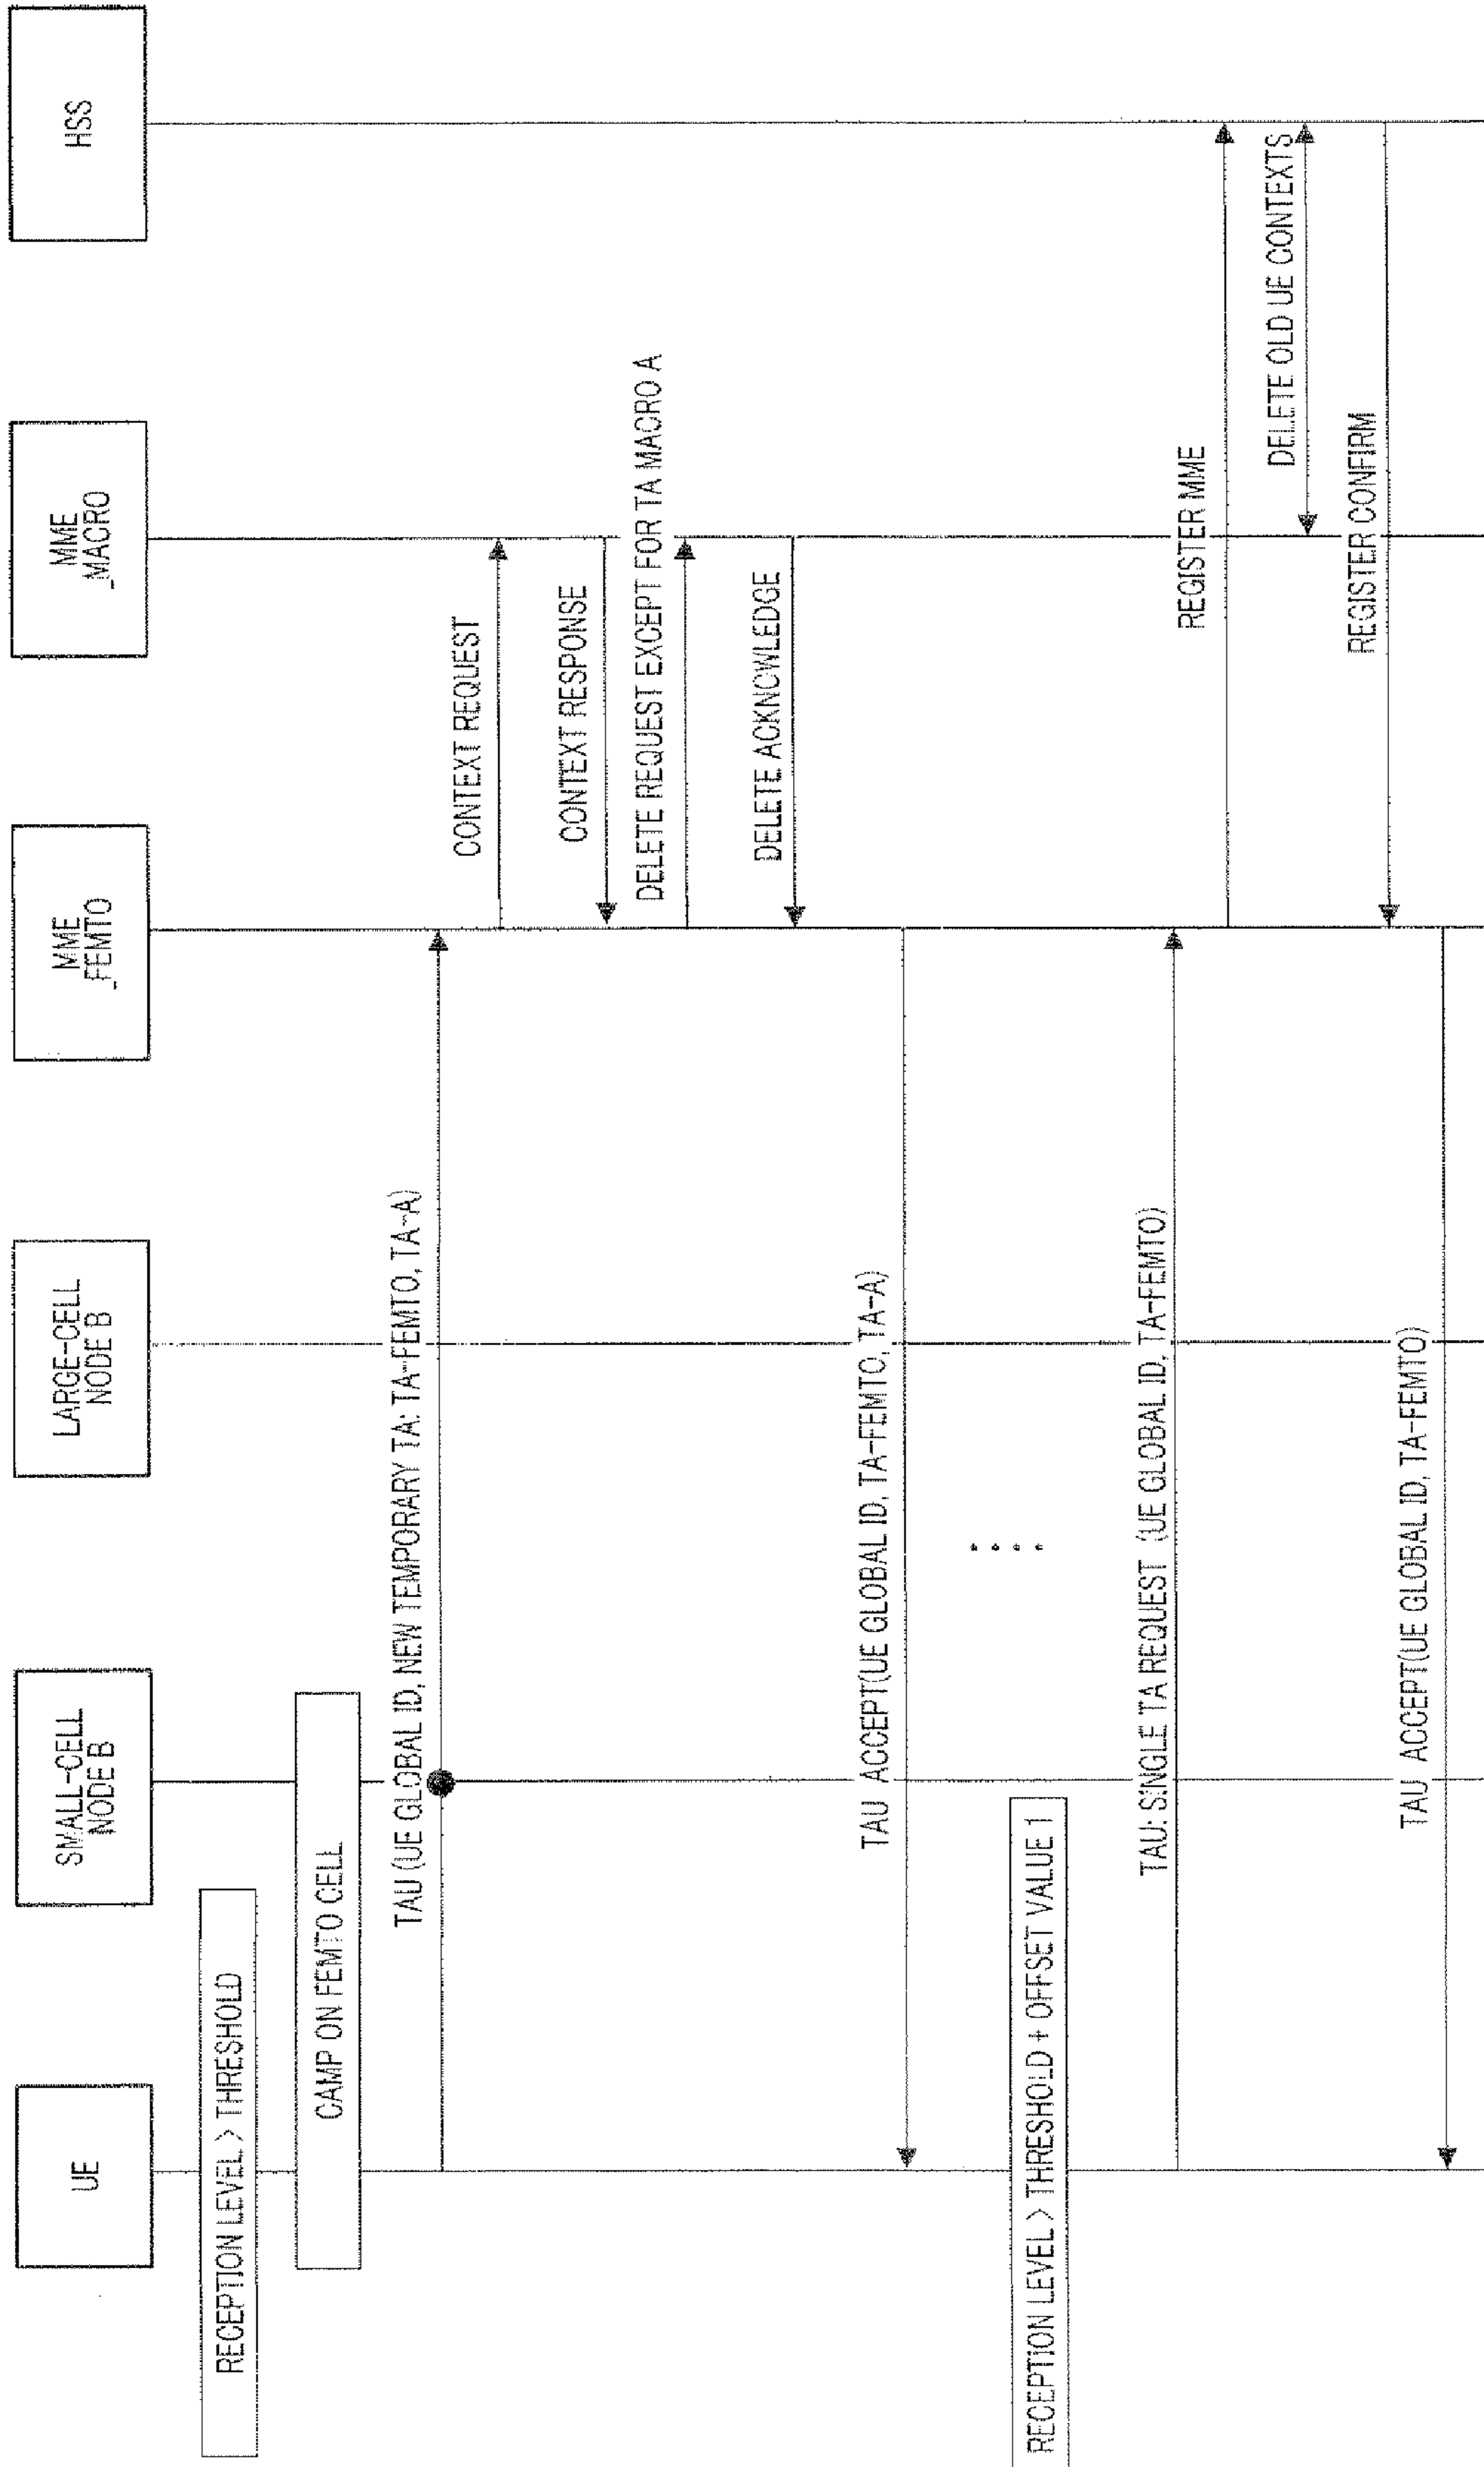 UE
SMALL-CELL
NODE B
LARGE-CELL
NODE B
MME
_FEMTO
MME
_MACRO
HSS
RECEPTION LEVEL > THRESHOLD
CAMP ON FEMTO CELL
TAU (UE GLOBAL ID, NEW TEMPORARY TA: TA-FEMTO, TA-A)
CONTEXT REQUEST
CONTEXT RESPONSE
DELETE REQUEST EXCEPT FOR TA MACRO A
DELETE ACKNOWLEDGE
TAU ACCEPT(UE GLOBAL ID, TA-FEMTO, TA-A)
RECEPTION LEVEL > THRESHOLD + OFFSET VALUE 1
TAU: SINGLE TA REQUEST (UE GLOBAL ID, TA-FEMTO)
REGISTER MME
DELETE OLD UE CONTEXTS
REGISTER CONFIRM
TAU ACCEPT(UE GLOBAL ID, TA-FEMTO)